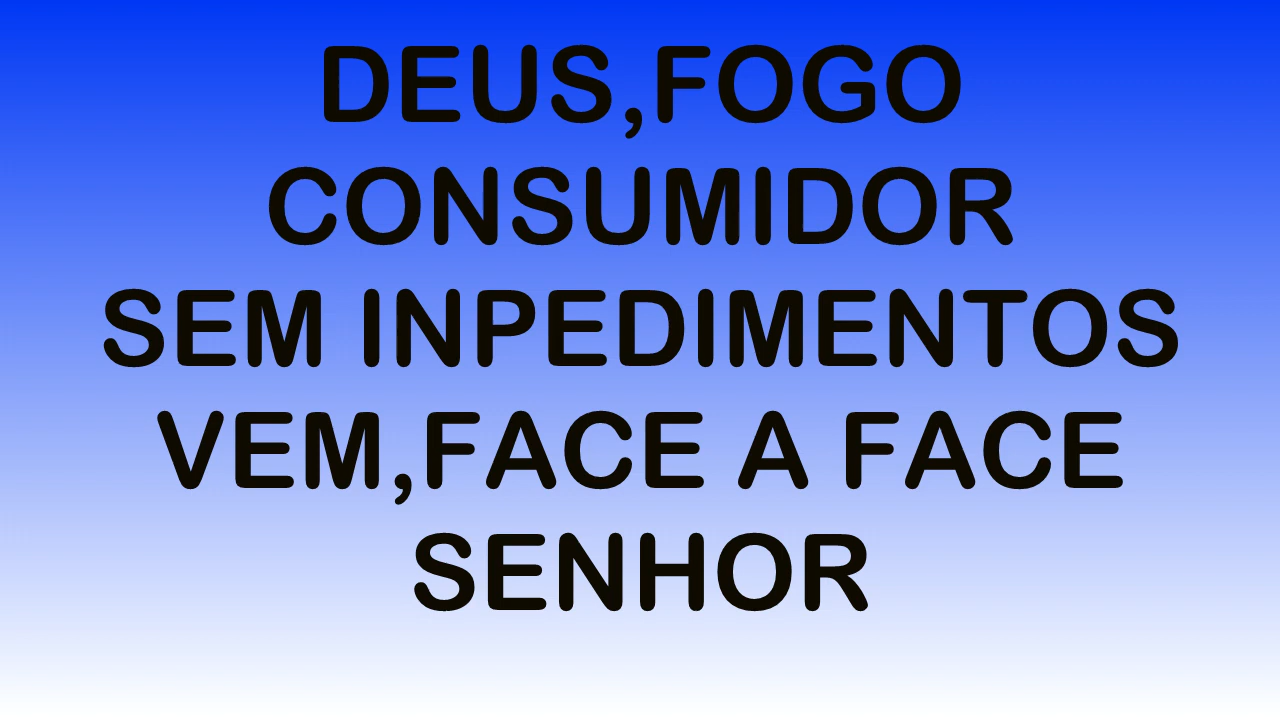 DEUS,FOGO
CONSUMIDOR
SEM INPEDIMENTOS
VEM,FACE A FACE
SENHOR